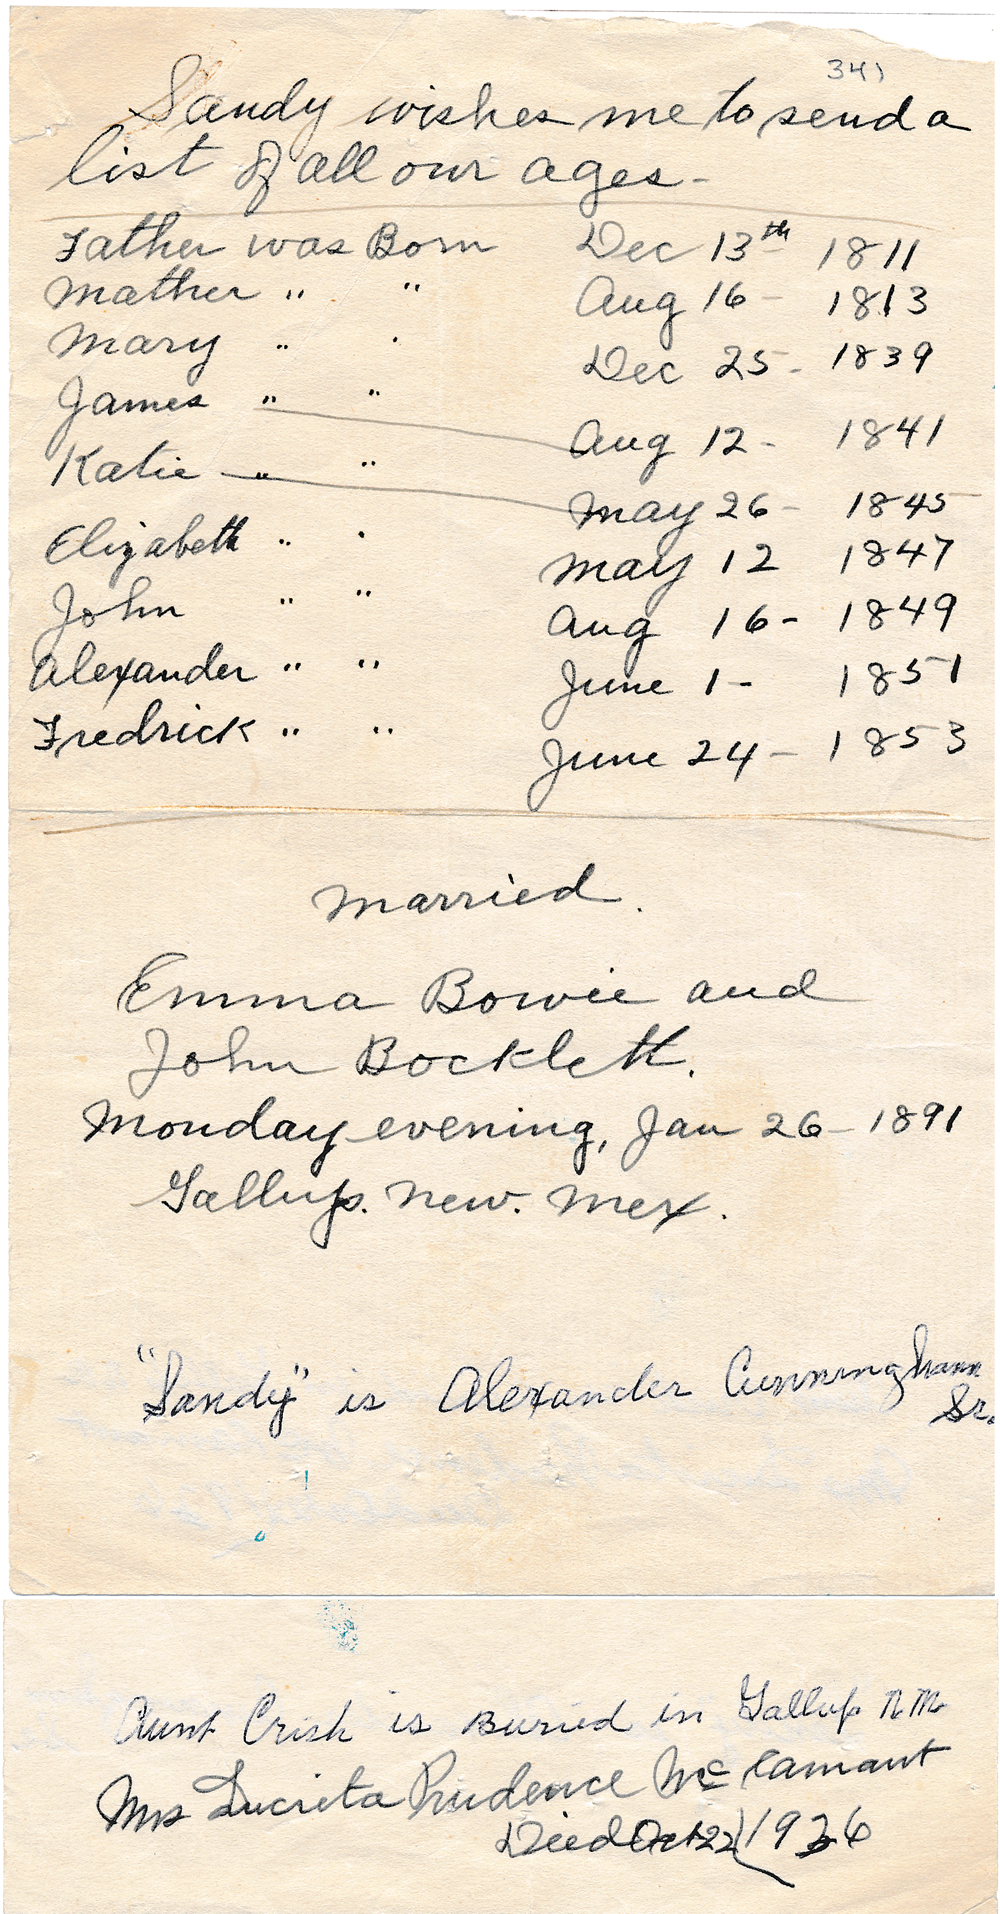 341
Sandy wishes me to send a
list of all our ages-
Father was Born Dec 13th 1811
Mother " " Aug 16 - 1813
Mary " " Dec 25 - 1839
James " " Aug 12 - 1841
Katie " " May 26 - 1845
Elizabeth " " May 12 1847
John " " Aug 16 - 1849
Alexander " " June 1 - 1851
Fredrick " " June 24 - 1853
Married.
Emma Bowie and
John Bocklett.
Monday evening, Jan 26 - 1891
Gallup. New. Mex.
"Sandy" is Alexander Cunningham
Sr.
Aunt Crish is Buried in Gallup N.M.
Mrs Lucreta Prudence McCamant
Died Oct 22 1936